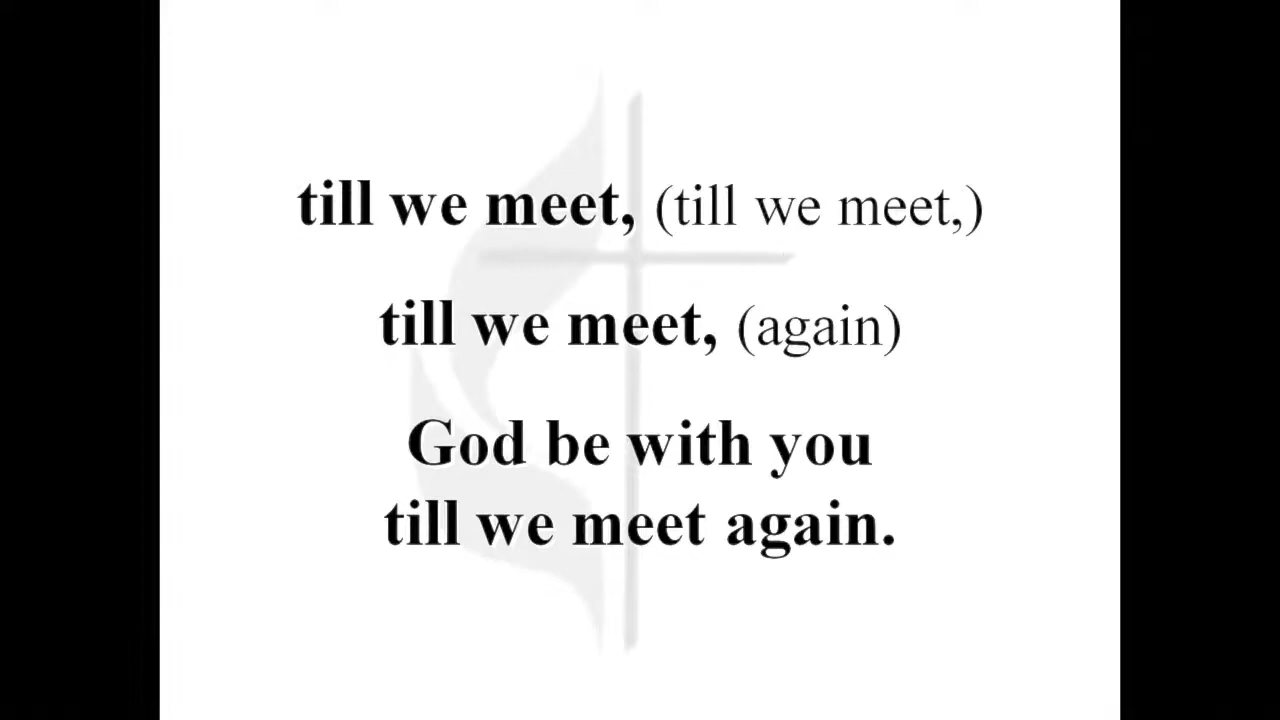 till we meet, (till we meet,)
till we meet, (again)
God be with you
till we meet again.